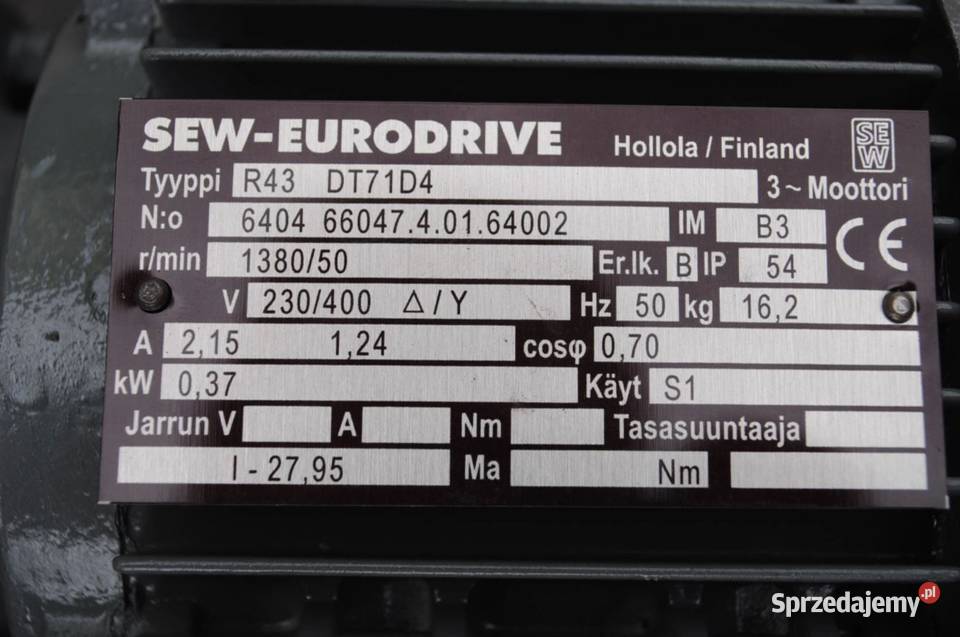 SEW-EURODRIVE Hollola / Finland SEW
Tyyppi R43 DT71D4 3~ Moottori
N:o 6404 66047.4.01.64002 IM B3
r/min 1380/50 Er.lk. B IP 54 CE
V 230/400 △/Y Hz 50 kg 16,2
A 2,15 1,24 cosφ 0,70
kW 0,37 Käyt S1
Jarrun V A Nm Tasasuuntaaja
I - 27,95 Ma Nm
Sprzedajemy.pl